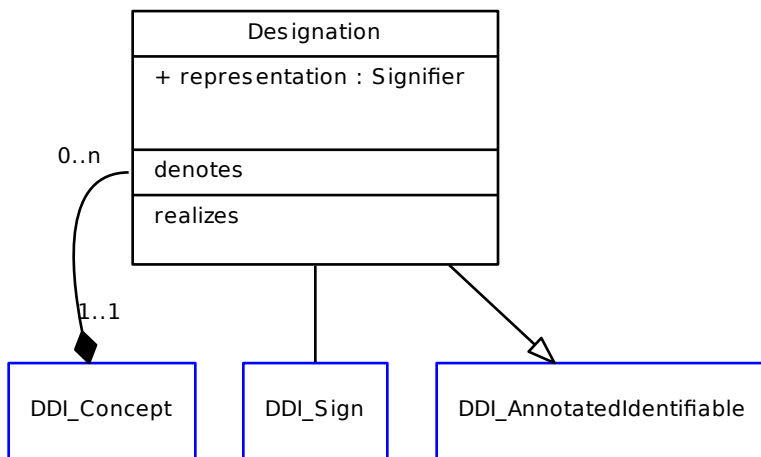 Designation
+ representation : Signifier
0..n
denotes
realizes
1..1
DDI_Concept
DDI_Sign
DDI_AnnotatedIdentifiable